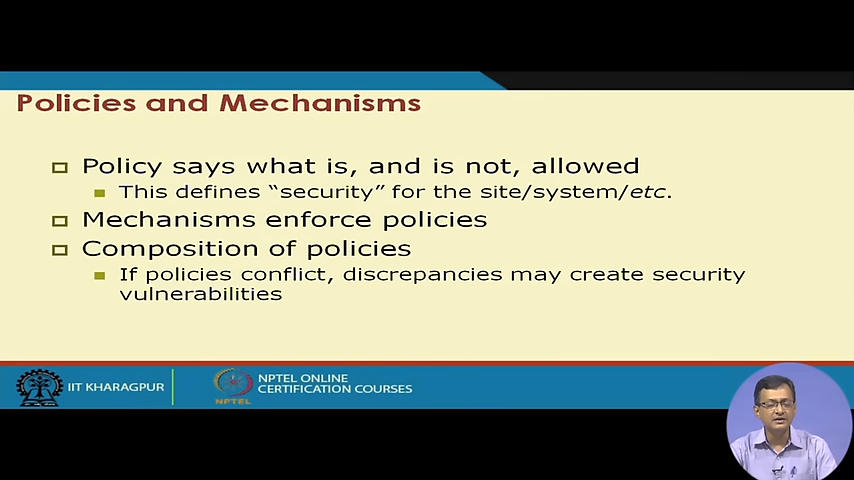 Policies and Mechanisms
Policy says what is, and is not, allowed
This defines “security” for the site/system/etc.
Mechanisms enforce policies
Composition of policies
If policies conflict, discrepancies may create security
vulnerabilities
IIT KHARAGPUR
NPTEL
NPTEL ONLINE
CERTIFICATION COURSES